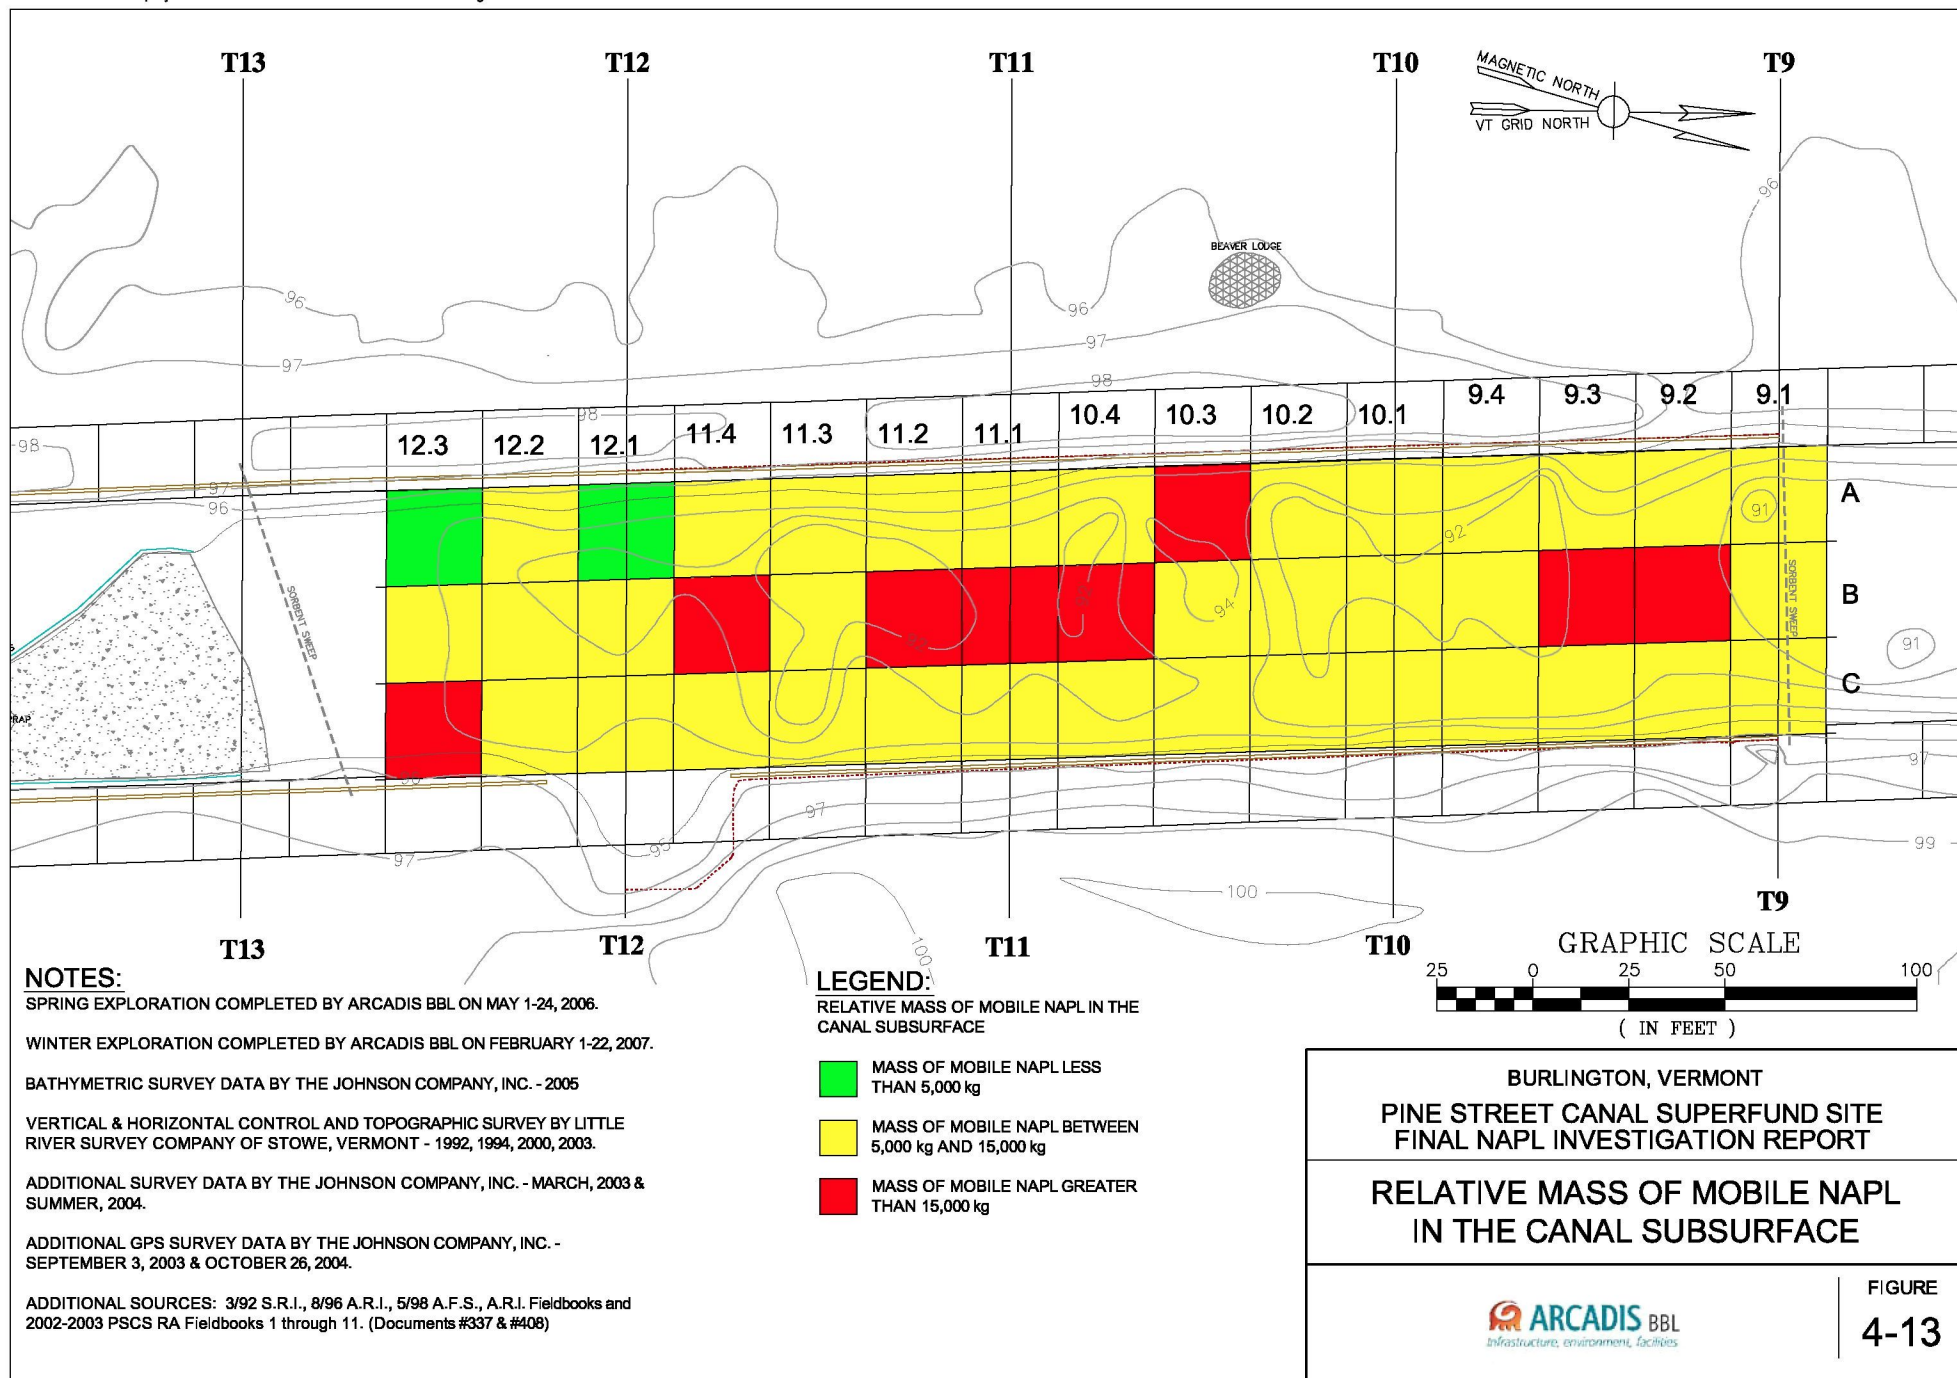 T13
T12
T11
T10
T9
MAGNETIC NORTH
VT GRID NORTH
96
BEAVER LODGE
96
96
97
97
98
98
98
12.3
12.2
12.1
11.4
11.3
11.2
11.1
10.4
10.3
10.2
10.1
9.4
9.3
9.2
9.1
97
96
A
91
92
B
94
SORBENT SWEEP
SORBENT SWEEP
91
C
RAP
96
97
97
95
97
99
100
100
T9
T13
T12
T11
T10
GRAPHIC SCALE
25 0 25 50 100
( IN FEET )
NOTES:
SPRING EXPLORATION COMPLETED BY ARCADIS BBL ON MAY 1-24, 2006.
WINTER EXPLORATION COMPLETED BY ARCADIS BBL ON FEBRUARY 1-22, 2007.
BATHYMETRIC SURVEY DATA BY THE JOHNSON COMPANY, INC. - 2005
VERTICAL & HORIZONTAL CONTROL AND TOPOGRAPHIC SURVEY BY LITTLE
RIVER SURVEY COMPANY OF STOWE, VERMONT - 1992, 1994, 2000, 2003.
ADDITIONAL SURVEY DATA BY THE JOHNSON COMPANY, INC. - MARCH, 2003 &
SUMMER, 2004.
ADDITIONAL GPS SURVEY DATA BY THE JOHNSON COMPANY, INC. -
SEPTEMBER 3, 2003 & OCTOBER 26, 2004.
ADDITIONAL SOURCES: 3/92 S.R.I., 8/96 A.R.I., 5/98 A.F.S., A.R.I. Fieldbooks and
2002-2003 PSCS RA Fieldbooks 1 through 11. (Documents #337 & #408)
LEGEND:
RELATIVE MASS OF MOBILE NAPL IN THE
CANAL SUBSURFACE
MASS OF MOBILE NAPL LESS
THAN 5,000 kg
MASS OF MOBILE NAPL BETWEEN
5,000 kg AND 15,000 kg
MASS OF MOBILE NAPL GREATER
THAN 15,000 kg
BURLINGTON, VERMONT
PINE STREET CANAL SUPERFUND SITE
FINAL NAPL INVESTIGATION REPORT
RELATIVE MASS OF MOBILE NAPL
IN THE CANAL SUBSURFACE
ARCADIS BBL
Infrastructure, environment, facilities
FIGURE
4-13